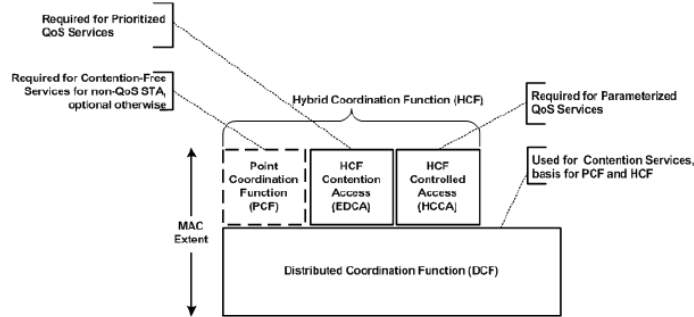 Required for Prioritized
QoS Services
Required for Contention-Free
Services for non-QoS STA,
optional otherwise
Hybrid Coordination Function (HCF)
Required for Parameterized
QoS Services
Used for Contention Services,
basis for PCF and HCF
MAC
Extent
Point
Coordination
Function
(PCF)
HCF
Contention
Access
(EDCA)
HCF
Controlled
Access
(HCCA)
Distributed Coordination Function (DCF)